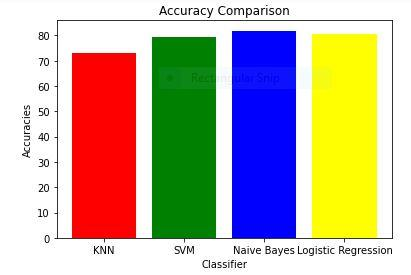 Accuracy Comparison
Accuracies
80
70
60
50
40
30
20
10
0
Rectangular Snip
KNN SVM Naive Bayes Logistic Regression
Classifier